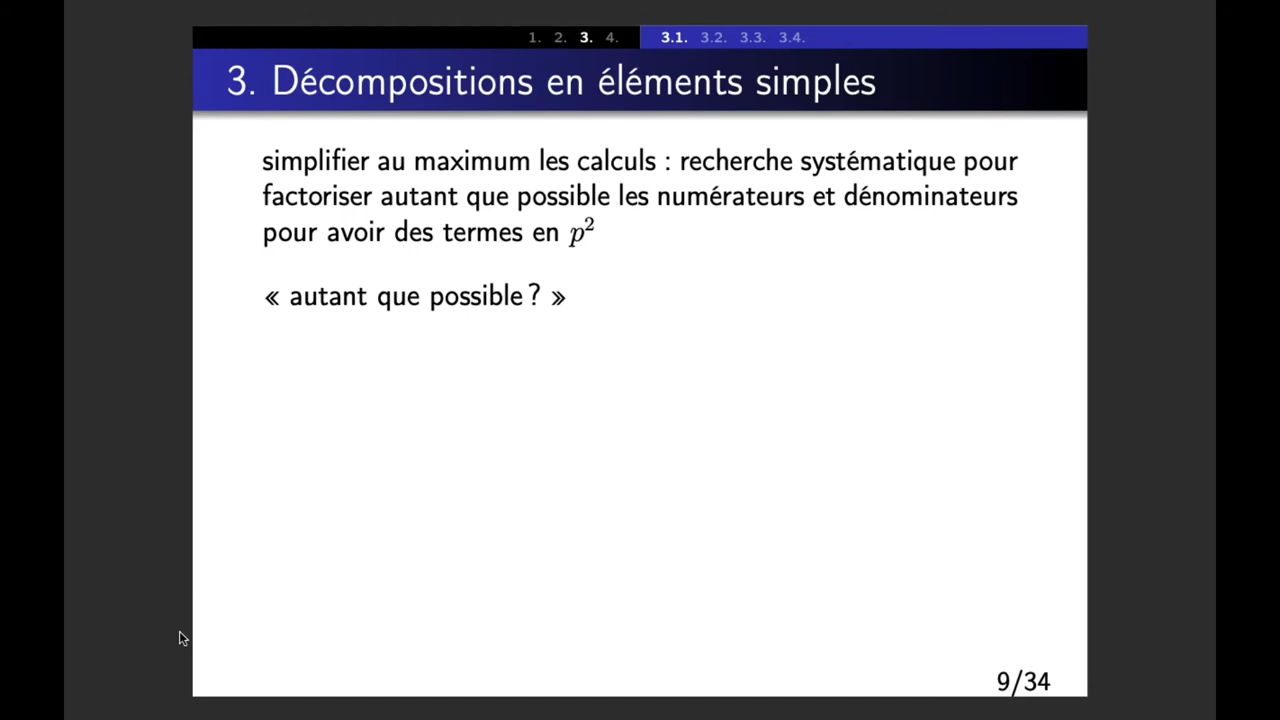 1. 2. 3. 4. 3.1. 3.2. 3.3. 3.4.
3. Décompositions en éléments simples
simplifier au maximum les calculs : recherche systématique pour
factoriser autant que possible les numérateurs et dénominateurs
pour avoir des termes en p²
« autant que possible ? »
9/34